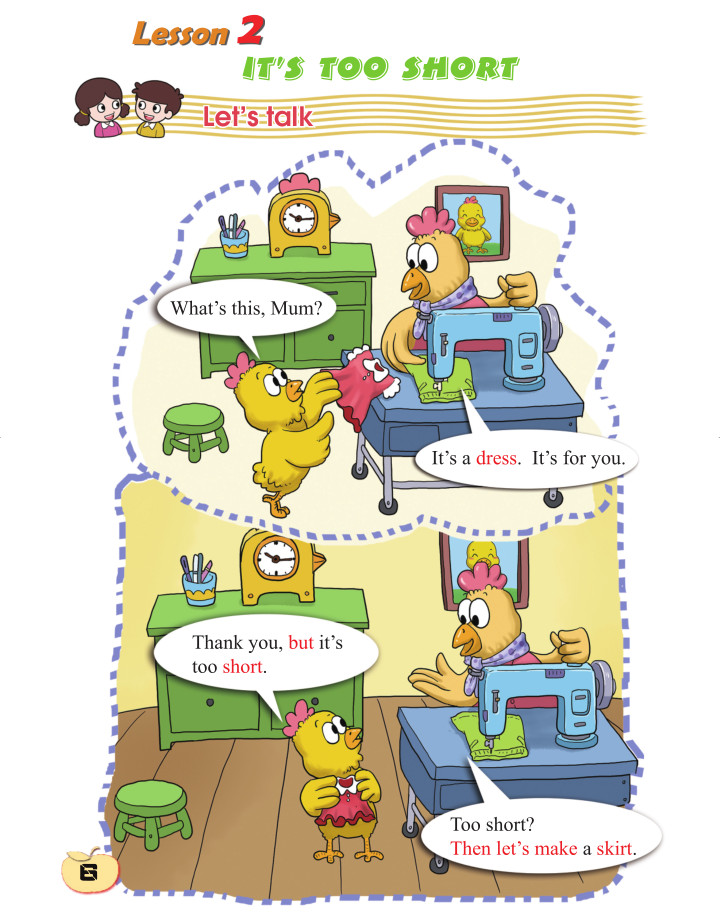 Lesson 2
IT'S TOO SHORT
Let's talk
What's this, Mum?
It's a dress. It's for you.
Thank you, but it's
too short.
Too short?
Then let's make a skirt.
6